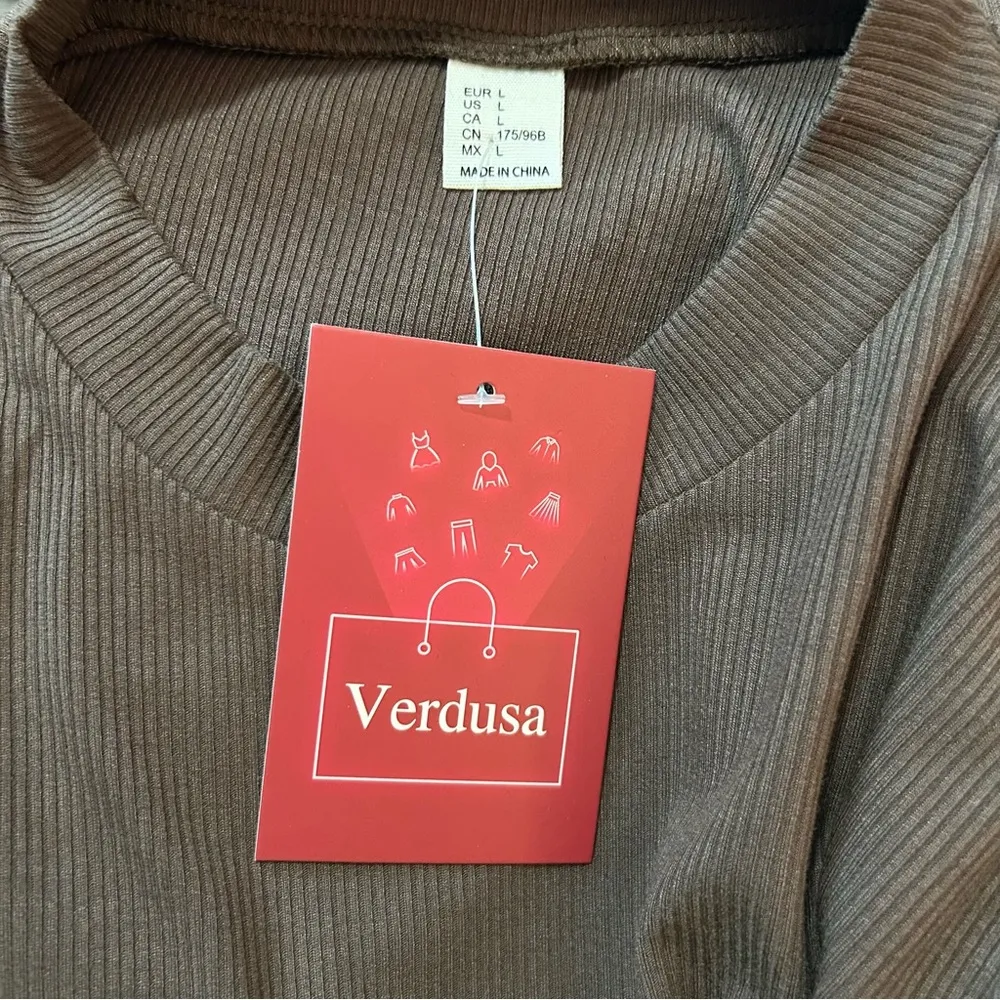 EUR L
US L
CA L
CN 175/96B
MX L
MADE IN CHINA
Verdusa